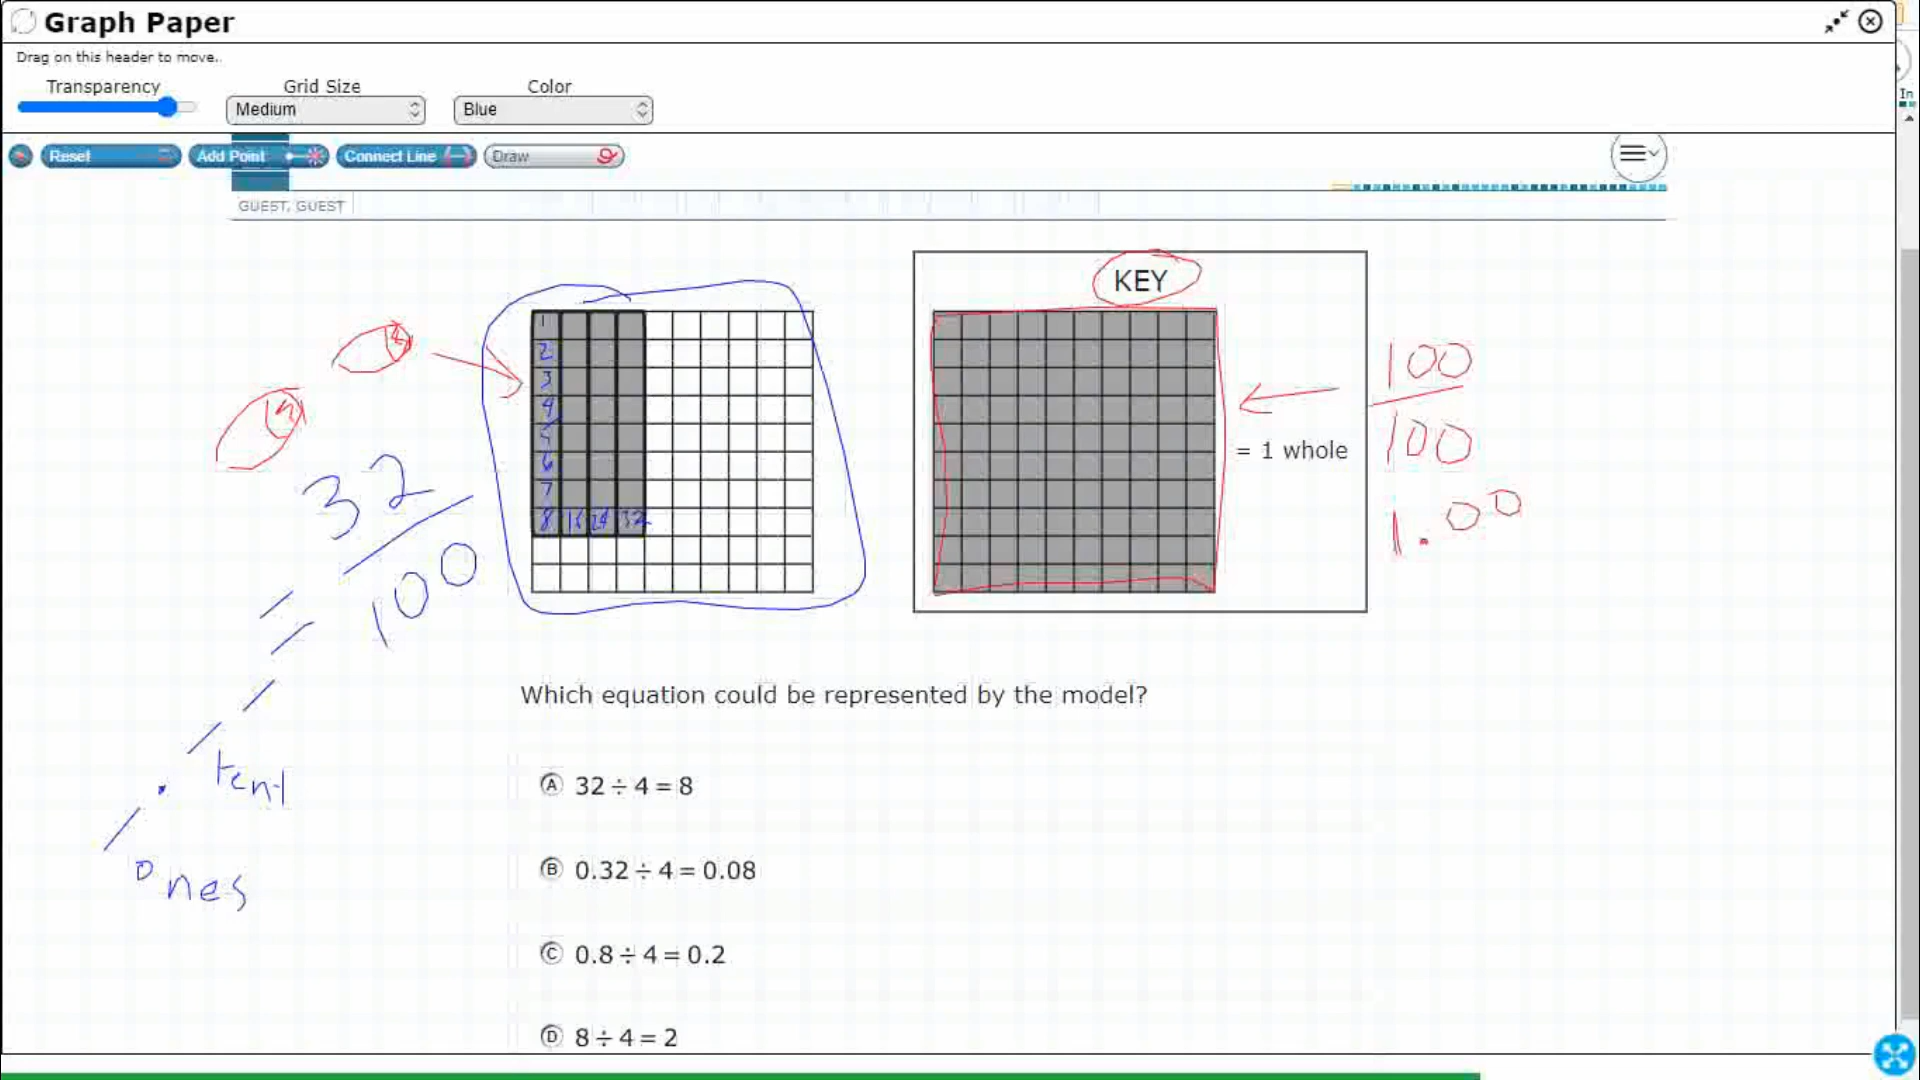 Graph Paper
Drag on this header to move..
Transparency
Grid Size
Color
Medium
Blue
In
Reset
Add Point
Connect Line
Draw
GUEST, GUEST
KEY
1
2
3
4
5
6
7
8 16 24 32
= 1 whole
100
100
1.00
32
100
=
tent
ones
Which equation could be represented by the model?
A 32 ÷ 4 = 8
B 0.32 ÷ 4 = 0.08
C 0.8 ÷ 4 = 0.2
D 8 ÷ 4 = 2